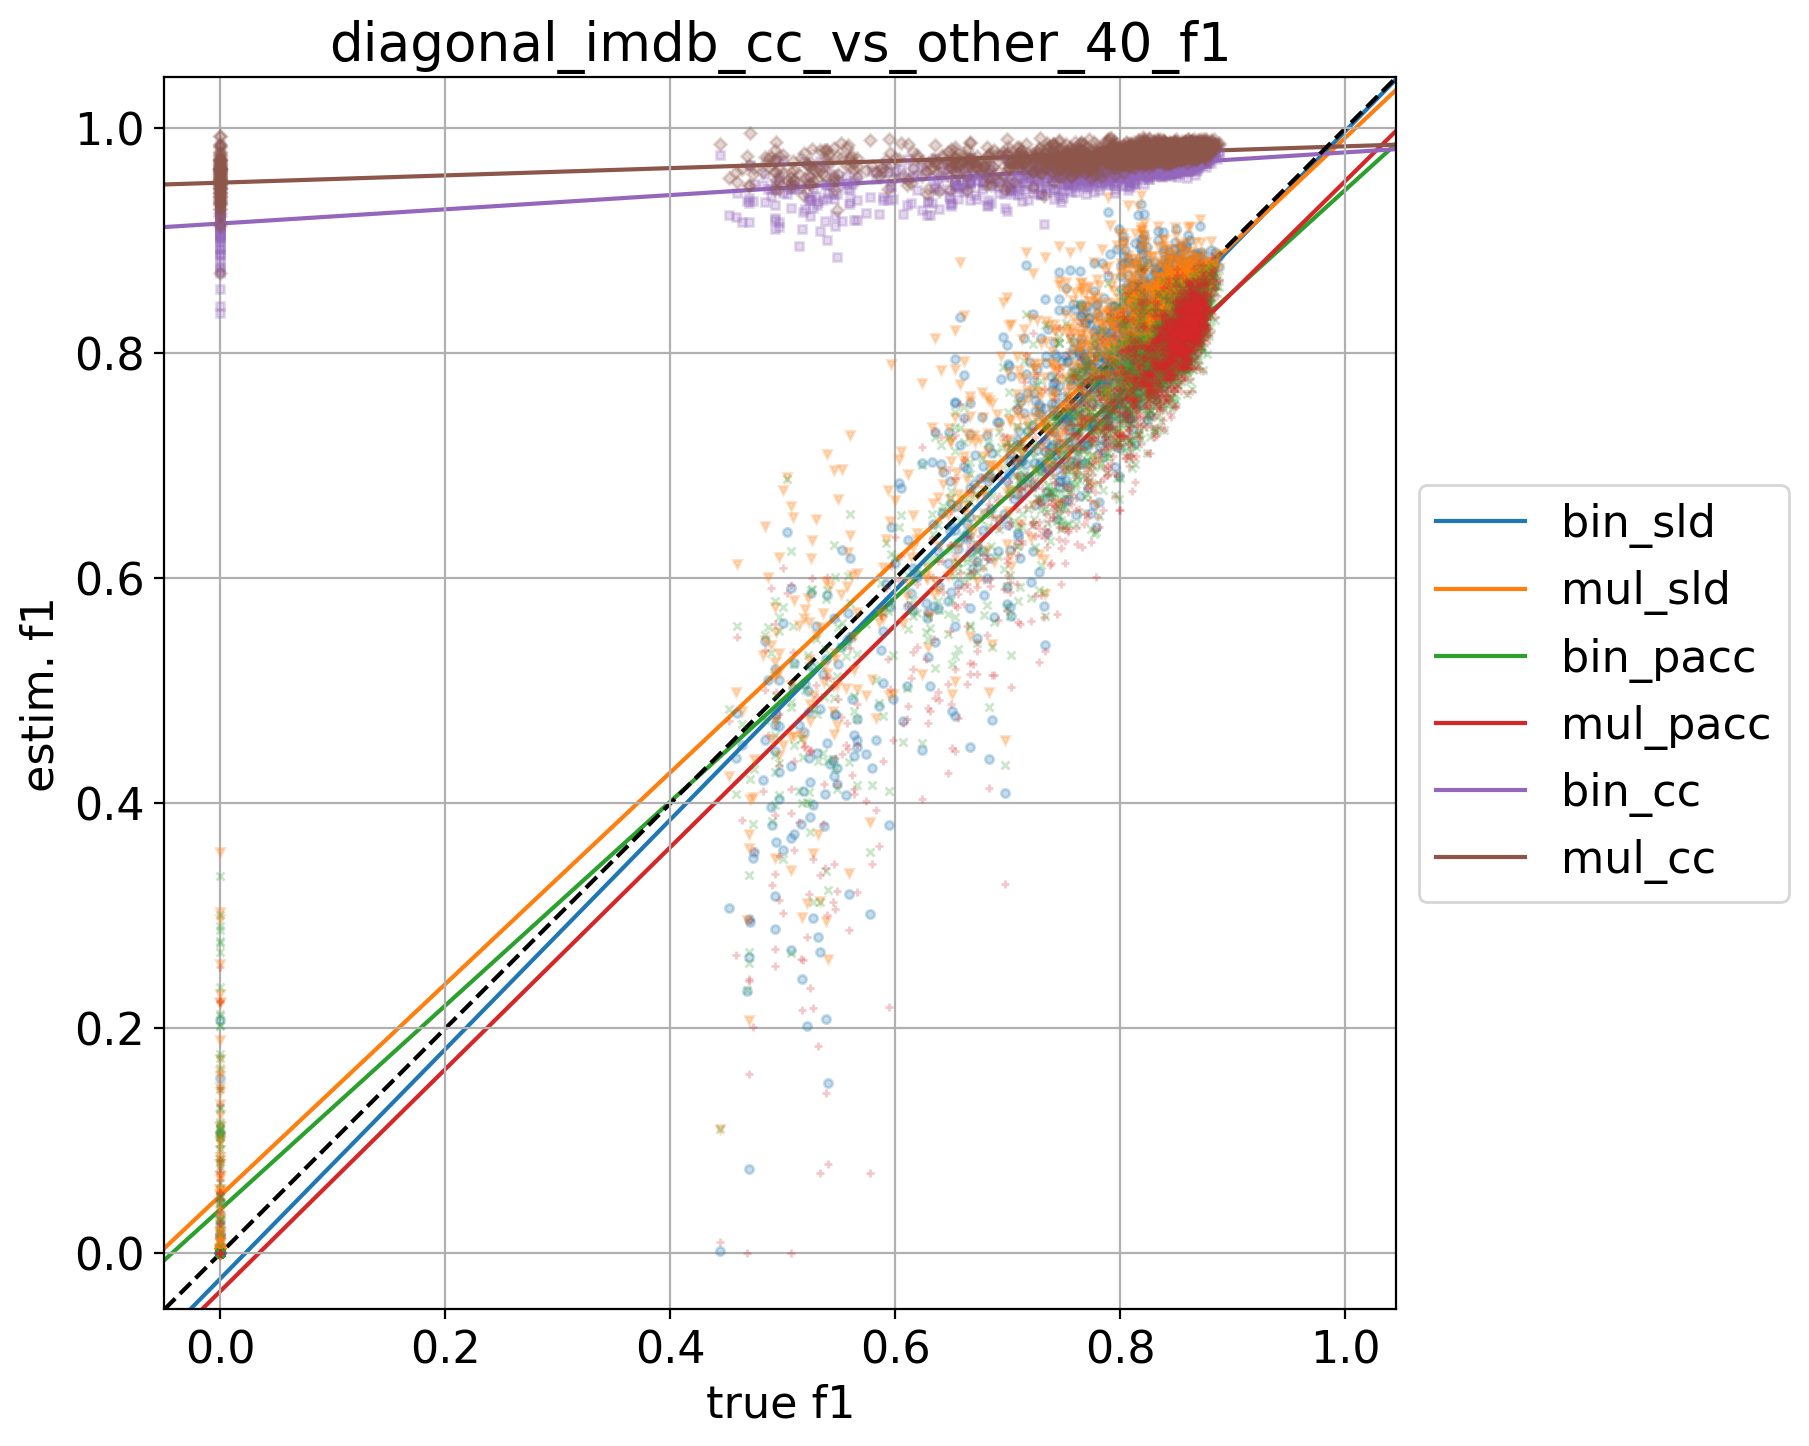 diagonal_imdb_cc_vs_other_40_f1
1.0
0.8
0.6
0.4
0.2
0.0
estim. f1
0.0 0.2 0.4 0.6 0.8 1.0
true f1
bin_sld
mul_sld
bin_pacc
mul_pacc
bin_cc
mul_cc